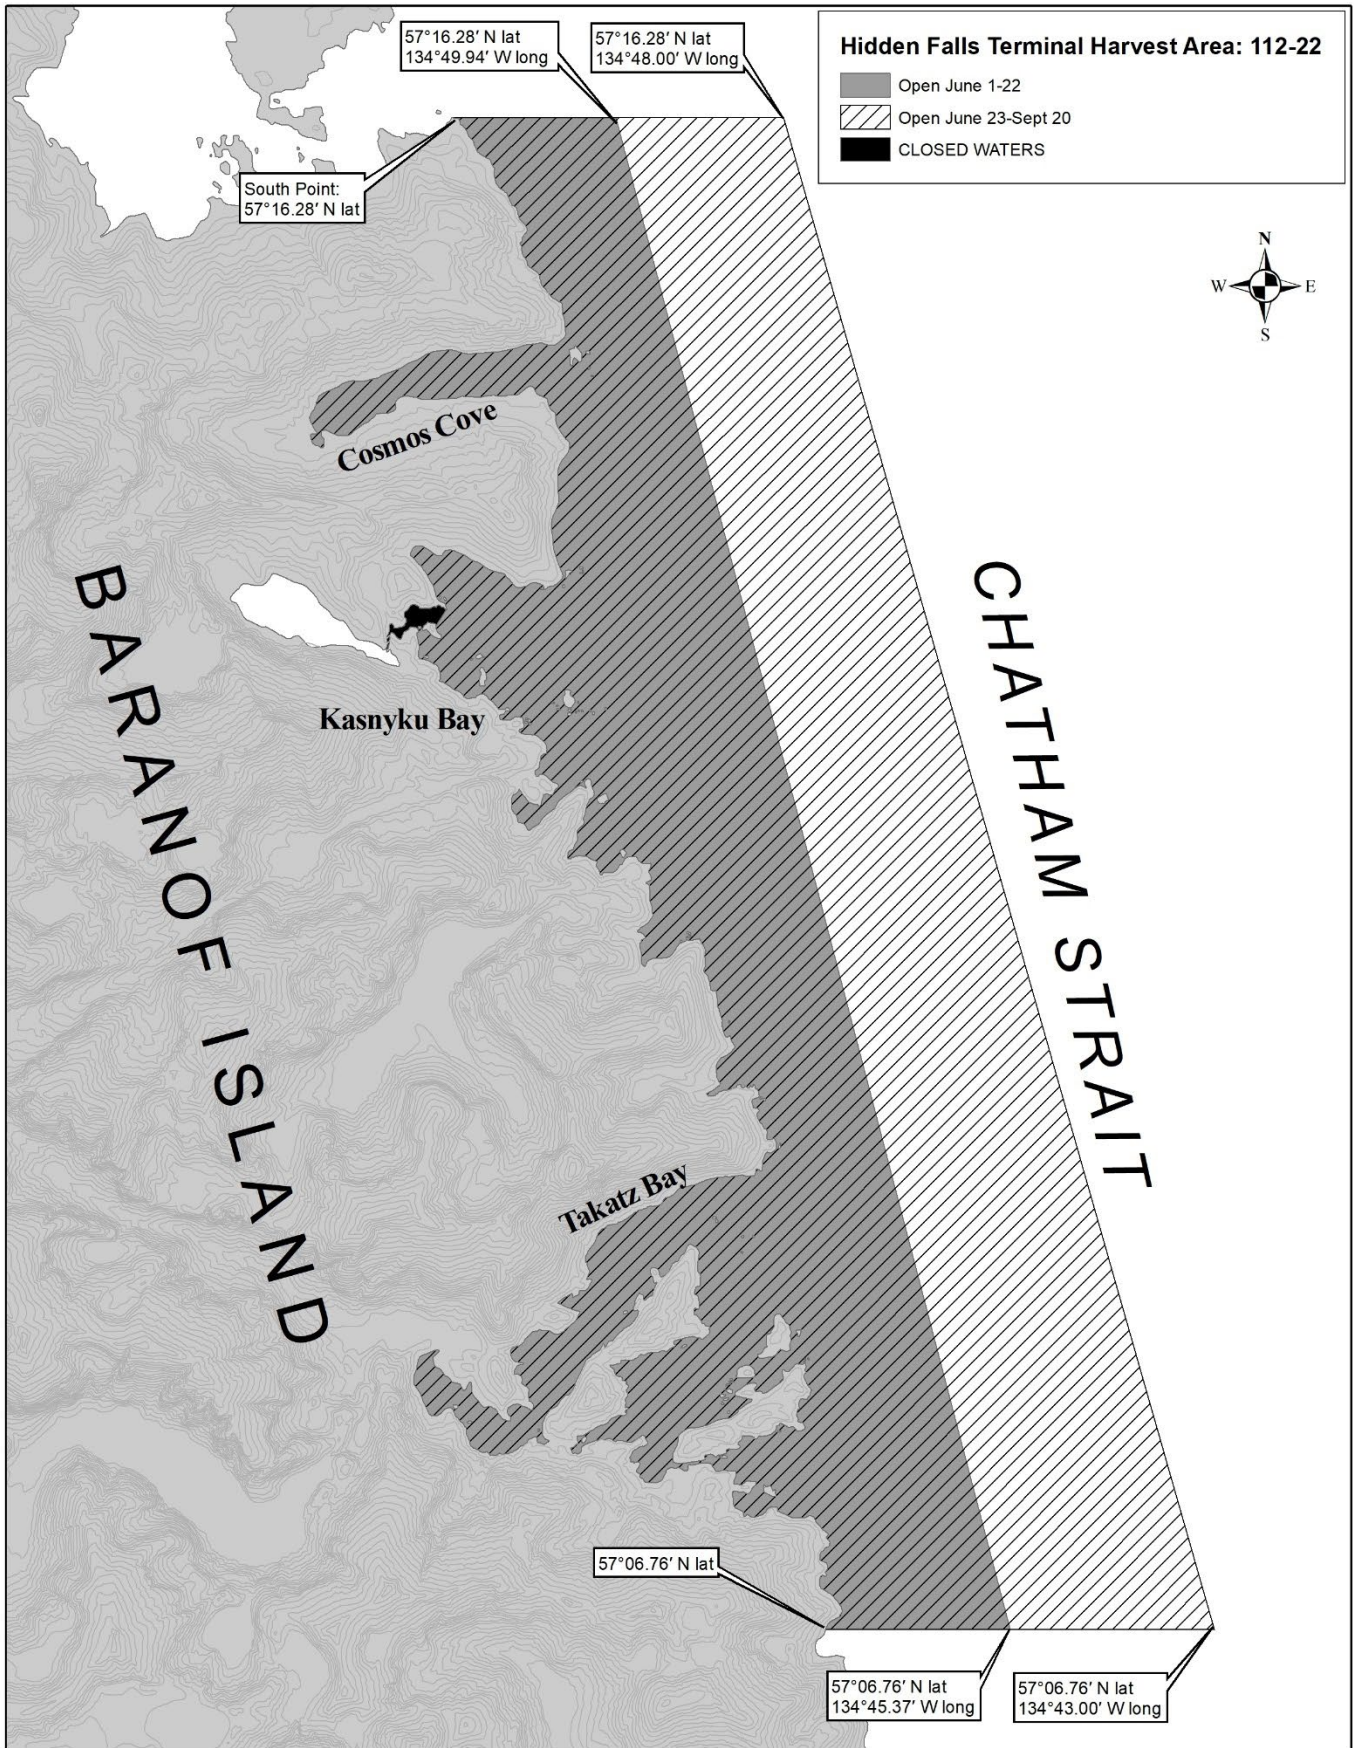 57°16.28′ N lat
134°49.94′ W long
57°16.28′ N lat
134°48.00′ W long
Hidden Falls Terminal Harvest Area: 112-22
Open June 1-22
Open June 23-Sept 20
CLOSED WATERS
South Point:
57°16.28′ N lat
N
W E
S
Cosmos Cove
Kasnyku Bay
BARANOF ISLAND
CHATHAM STRAIT
Takatz Bay
57°06.76′ N lat
57°06.76′ N lat
134°45.37′ W long
57°06.76′ N lat
134°43.00′ W long